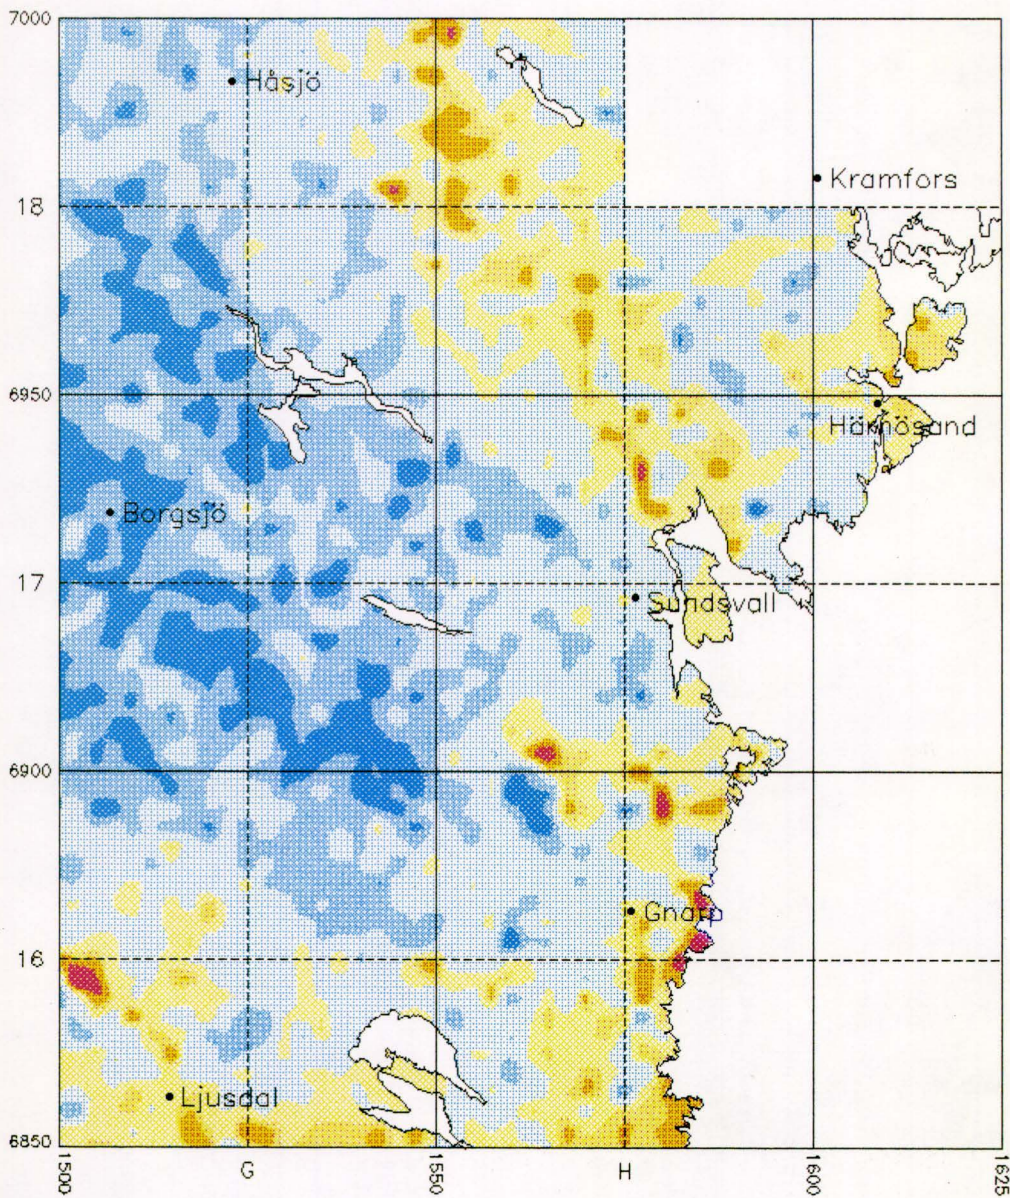 7000
Håsjö
Kramfors
18
6950
Härnösand
Borgsjö
17
Sundsvall
6900
Gnarp
16
Ljusdal
6850
1500
G
1550
H
1600
1625